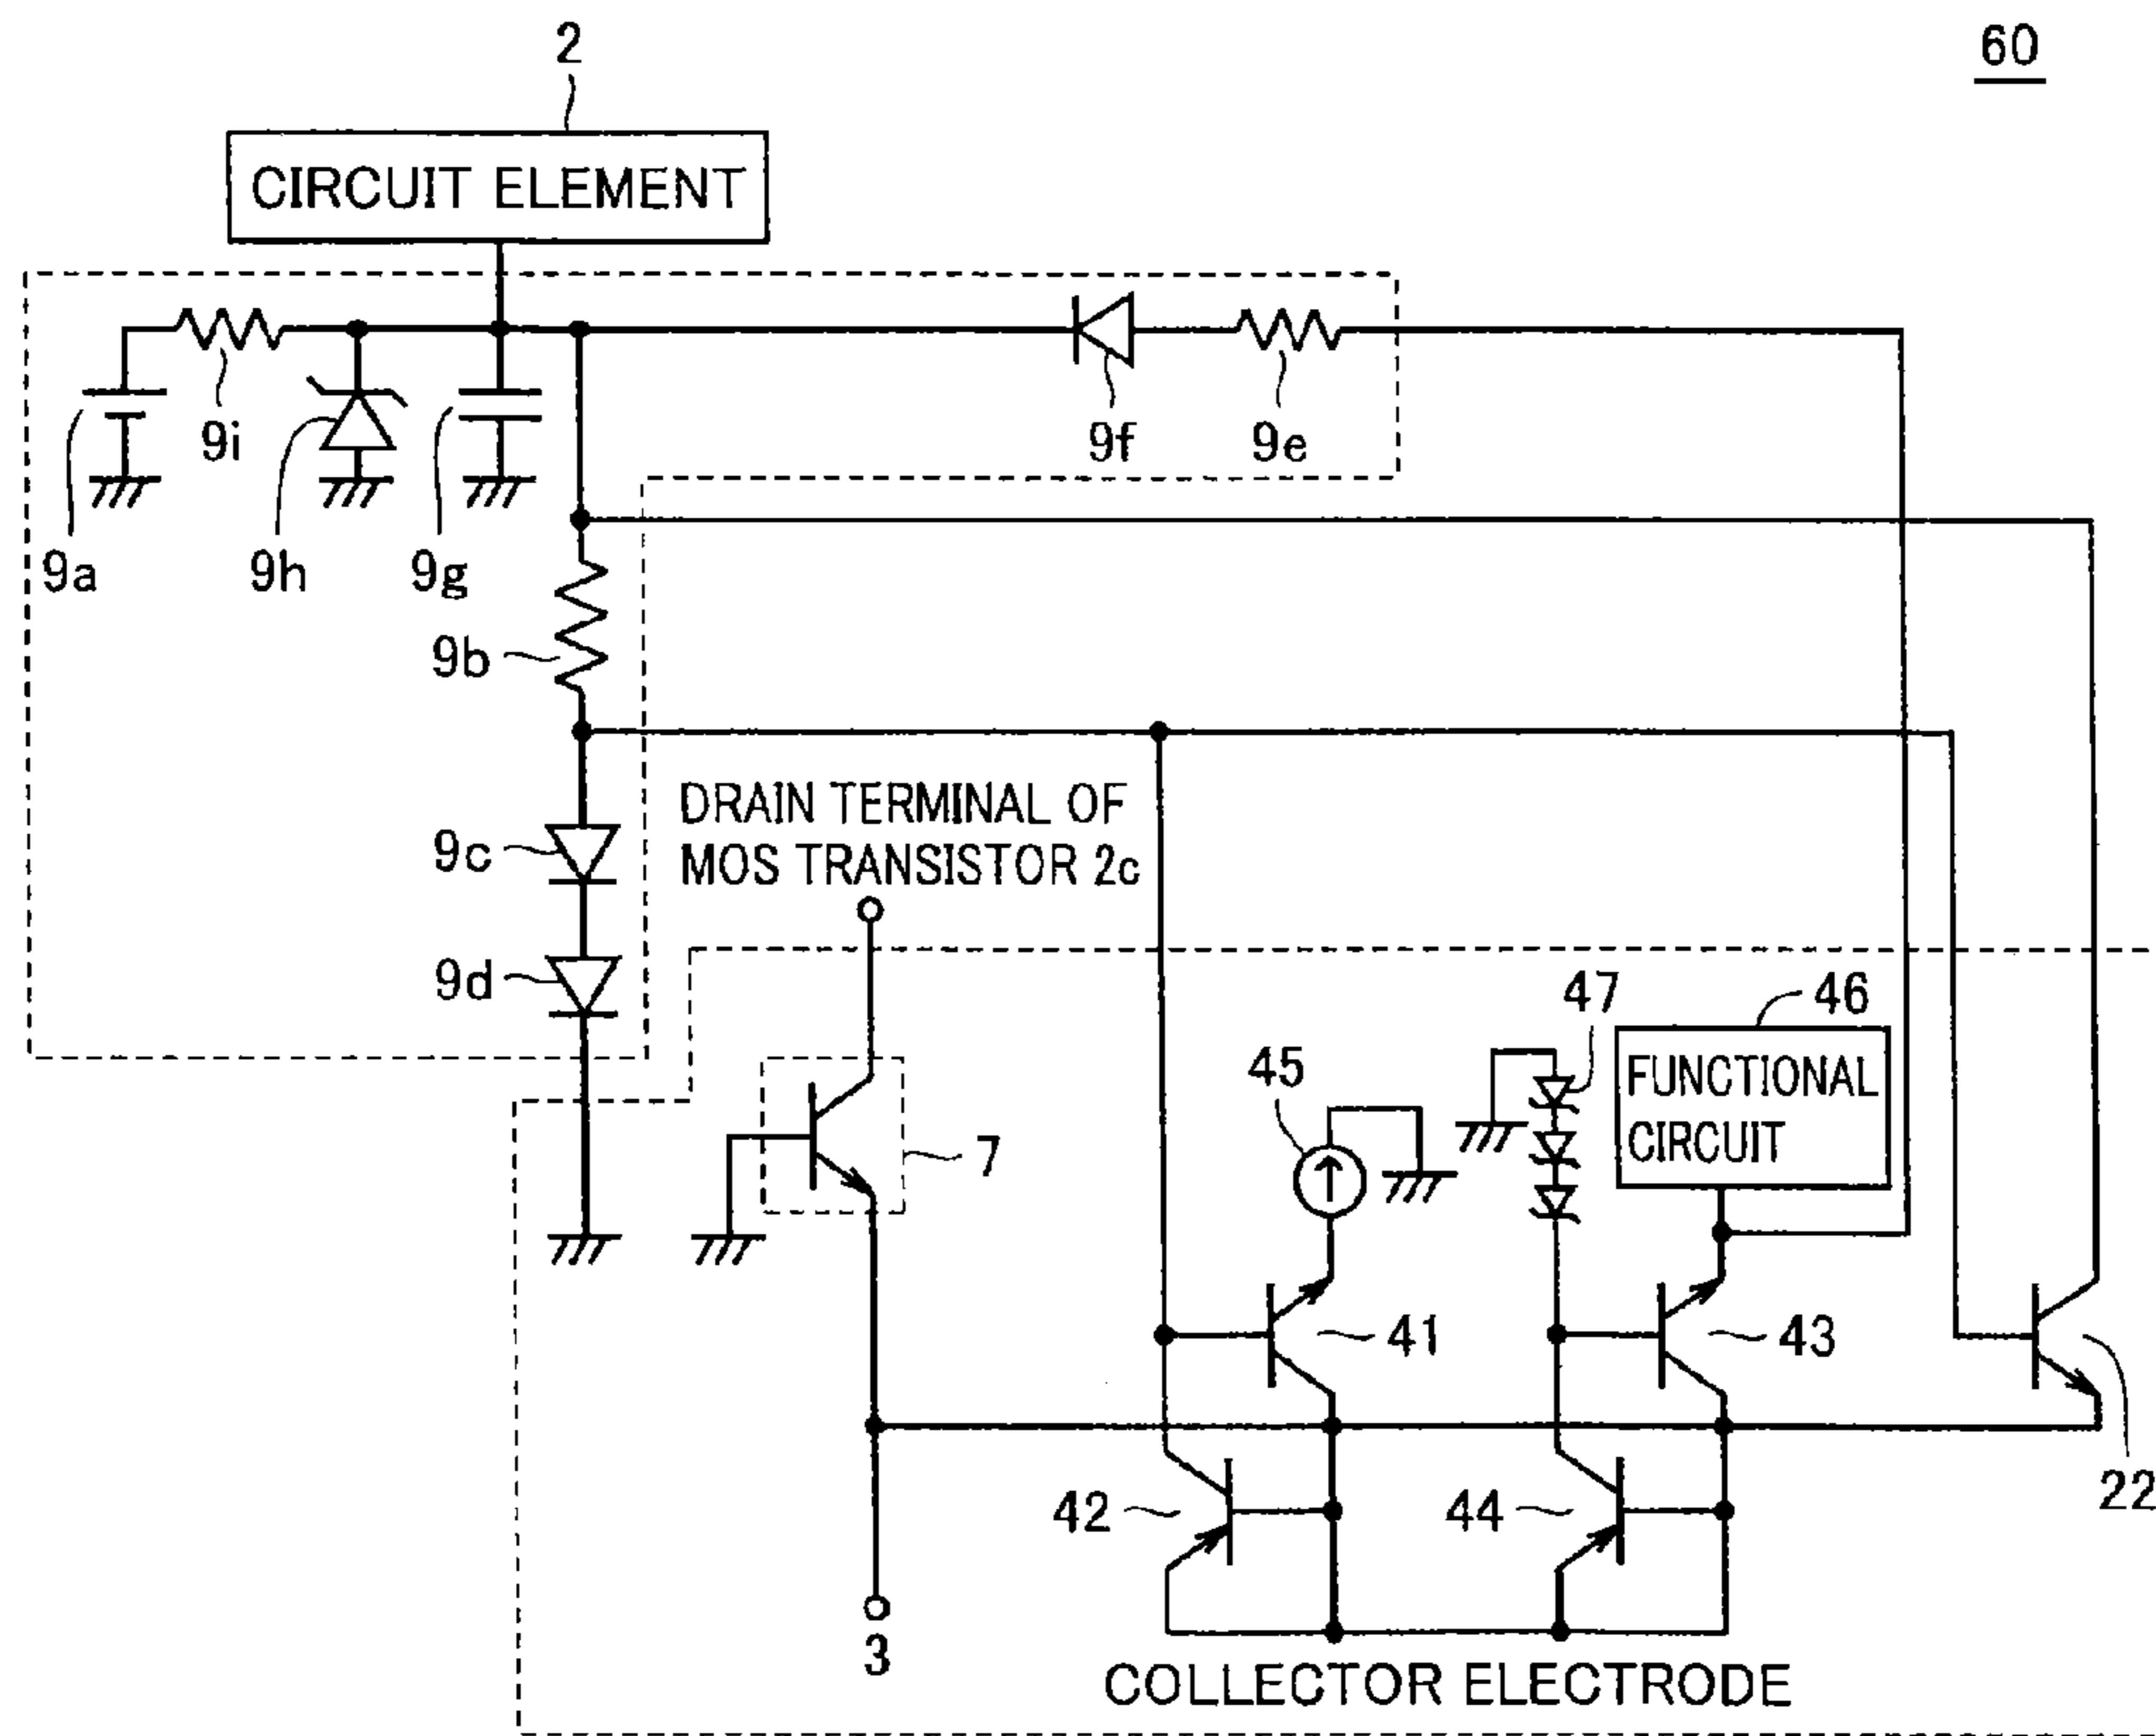 60
2
CIRCUIT ELEMENT
9i
9f
9e
9a
9h
9g
9b
DRAIN TERMINAL OF
MOS TRANSISTOR 2c
9c
9d
47
46
45
FUNCTIONAL
CIRCUIT
7
41
43
42
44
22
3
COLLECTOR ELECTRODE